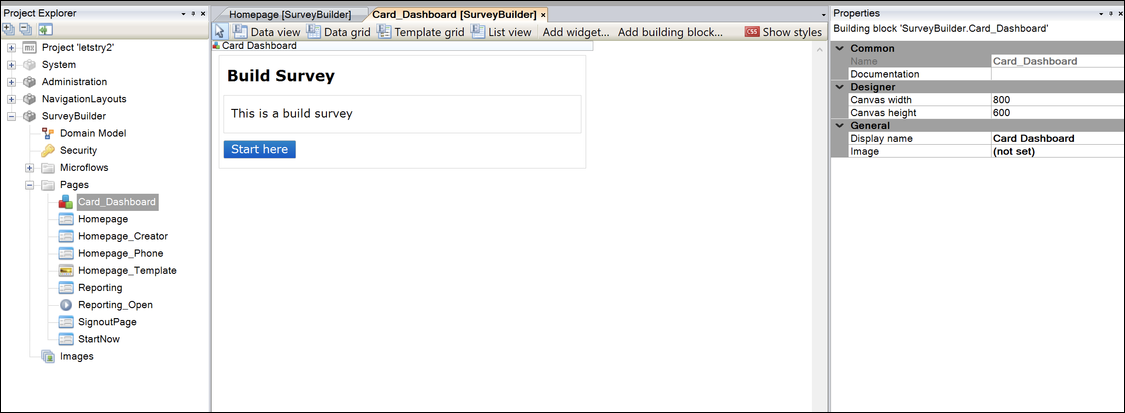 Project Explorer
Project 'letstry2'
System
Administration
NavigationLayouts
SurveyBuilder
Domain Model
Security
Microflows
Pages
Card_Dashboard
Homepage
Homepage_Creator
Homepage_Phone
Homepage_Template
Reporting
Reporting_Open
SignoutPage
StartNow
Images
Homepage [SurveyBuilder]
Card_Dashboard [SurveyBuilder] ×
Data view Data grid Template grid List view Add widget... Add building block... CSS Show styles
Card Dashboard
Build Survey
This is a build survey
Start here
Properties
Building block 'SurveyBuilder.Card_Dashboard'
Common
Name Card_Dashboard
Documentation
Designer
Canvas width 800
Canvas height 600
General
Display name Card Dashboard
Image (not set)